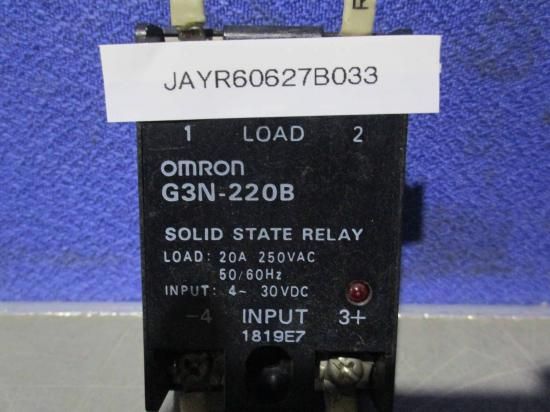 JAYR60627B033
1 LOAD 2
OMRON
G3N-220B
SOLID STATE RELAY
LOAD: 20A 250VAC
50/60Hz
INPUT: 4~ 30VDC
-4 INPUT 3+
1819E7